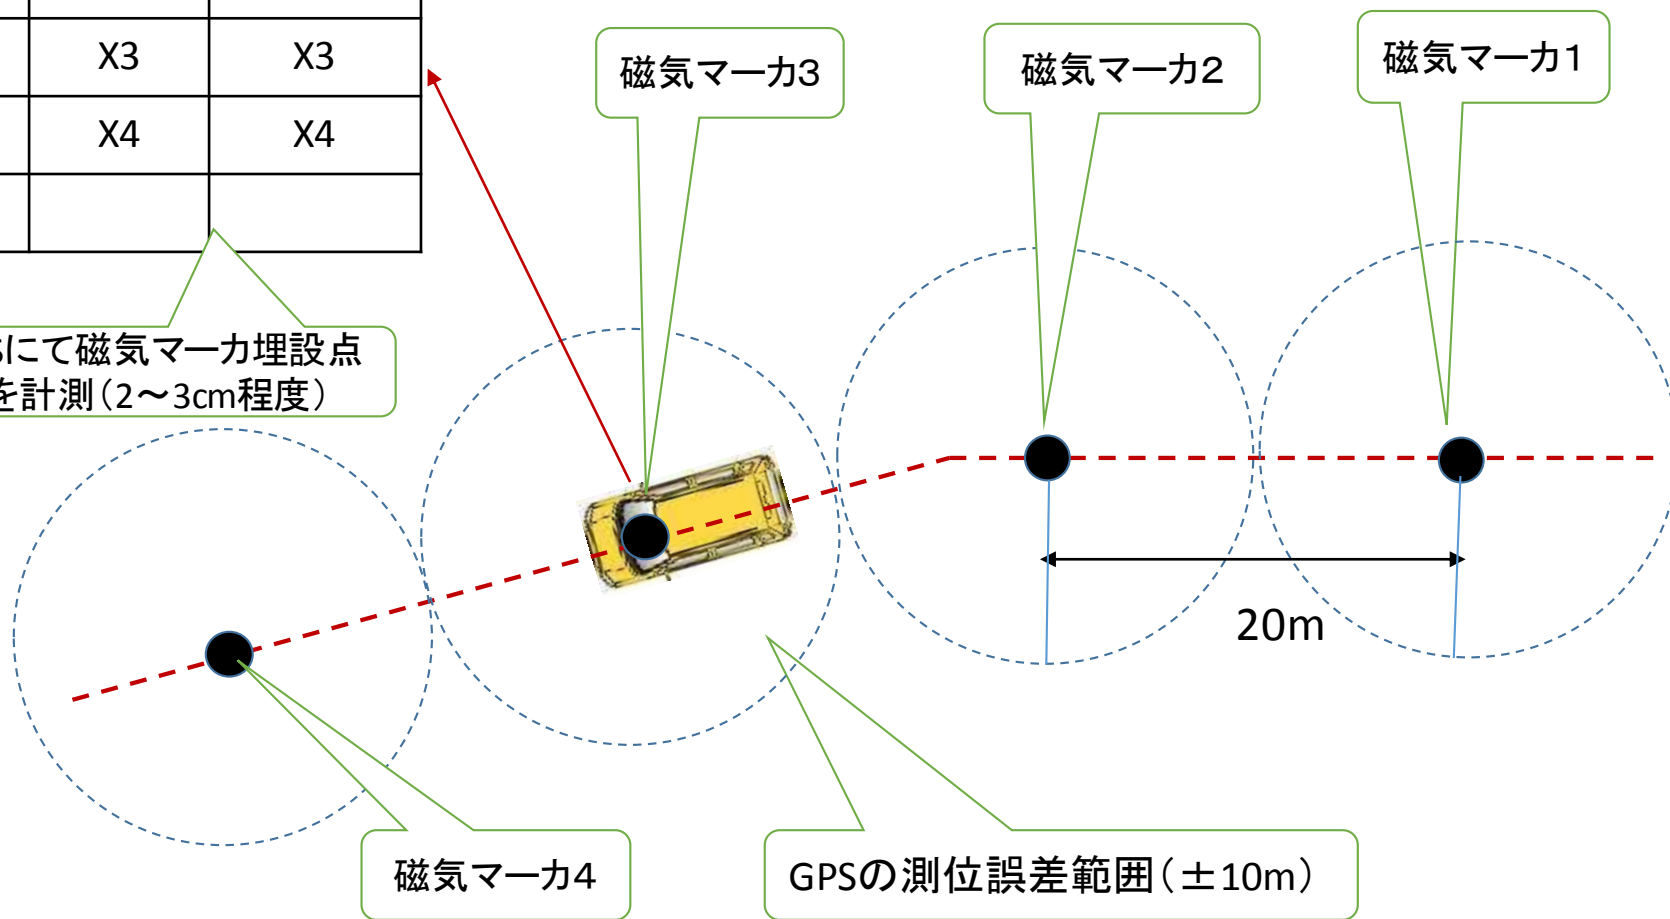 X3 X3
X4 X4
磁気マーカ3
磁気マーカ2
磁気マーカ1
にて磁気マーカ埋設点
を計測(2～3cm程度)
20m
磁気マーカ4
GPSの測位誤差範囲(±10m)